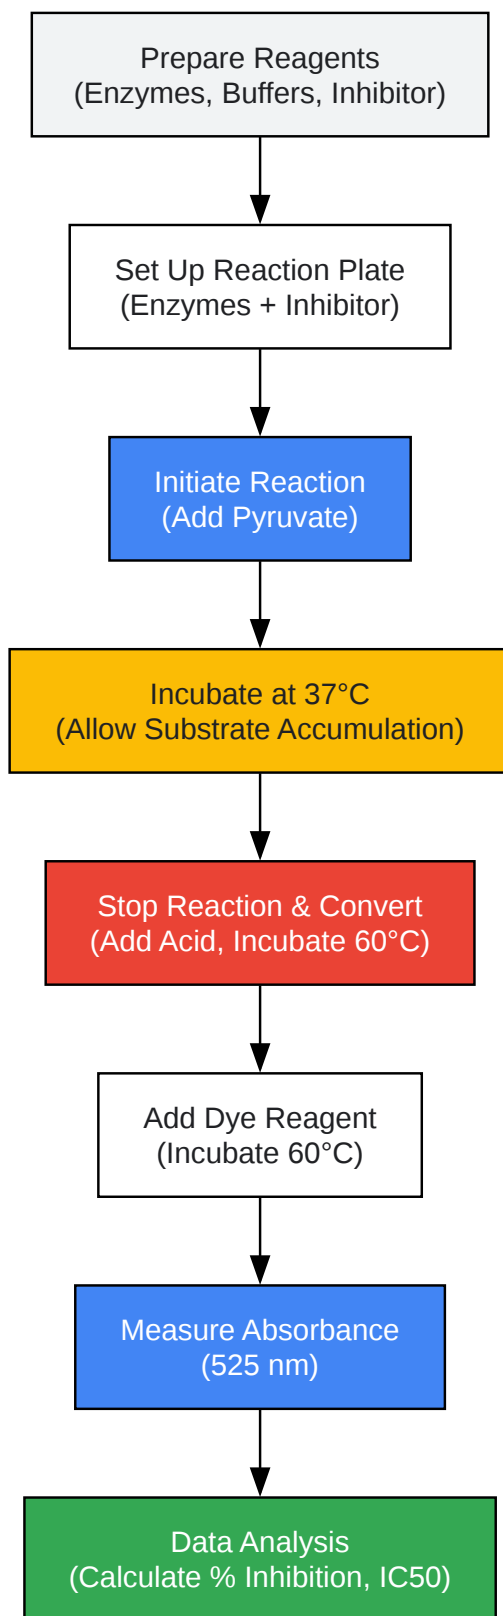 Prepare Reagents
(Enzymes, Buffers, Inhibitor)
Set Up Reaction Plate
(Enzymes + Inhibitor)
Initiate Reaction
(Add Pyruvate)
Incubate at 37°C
(Allow Substrate Accumulation)
Stop Reaction & Convert
(Add Acid, Incubate 60°C)
Add Dye Reagent
(Incubate 60°C)
Measure Absorbance
(525 nm)
Data Analysis
(Calculate % Inhibition, IC50)